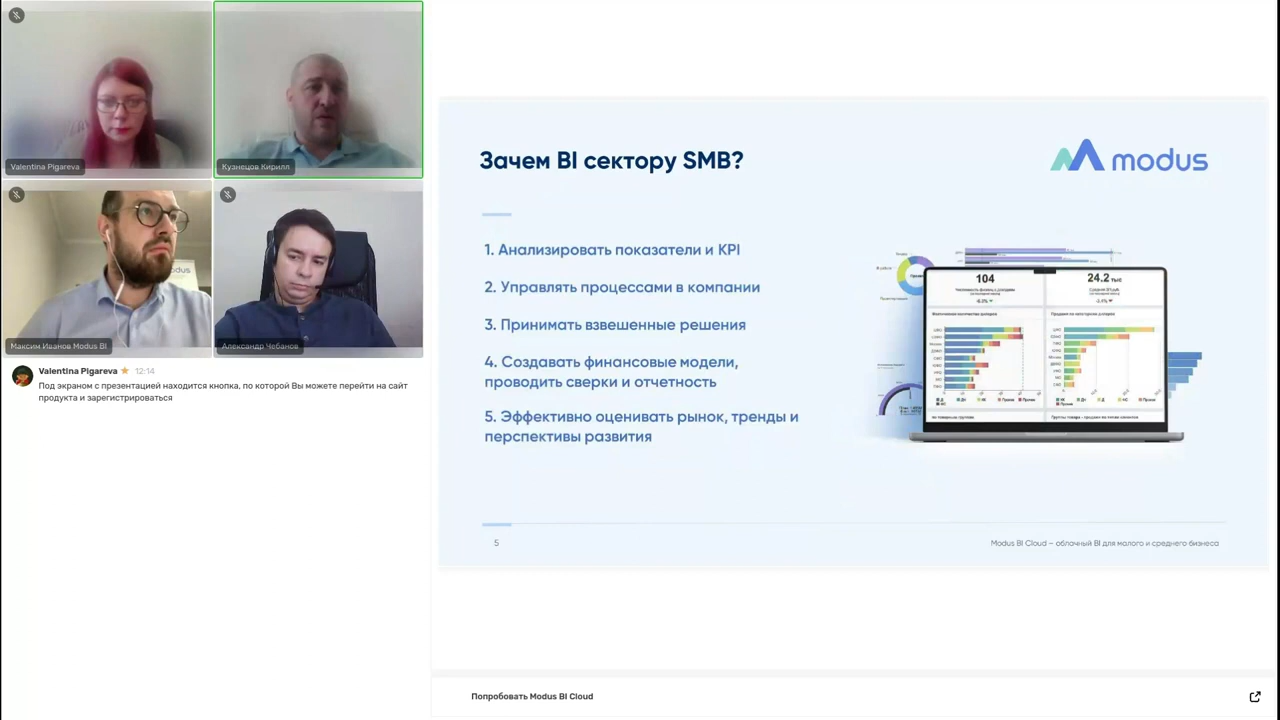 Valentina Pigareva
Кузнецов Кирилл
Максим Иванов Modus BI
Александр Чебанов
Valentina Pigareva 12:14
Под экраном с презентацией находится кнопка, по которой Вы можете перейти на сайт
продукта и зарегистрироваться
Зачем BI сектору SMB?
modus
1. Анализировать показатели и KPI
2. Управлять процессами в компании
3. Принимать взвешенные решения
4. Создавать финансовые модели,
проводить сверки и отчетность
5. Эффективно оценивать рынок, тренды и
перспективы развития
104
24.2 тыс
5
Modus BI Cloud – облачный BI для малого и среднего бизнеса
Попробовать Modus BI Cloud